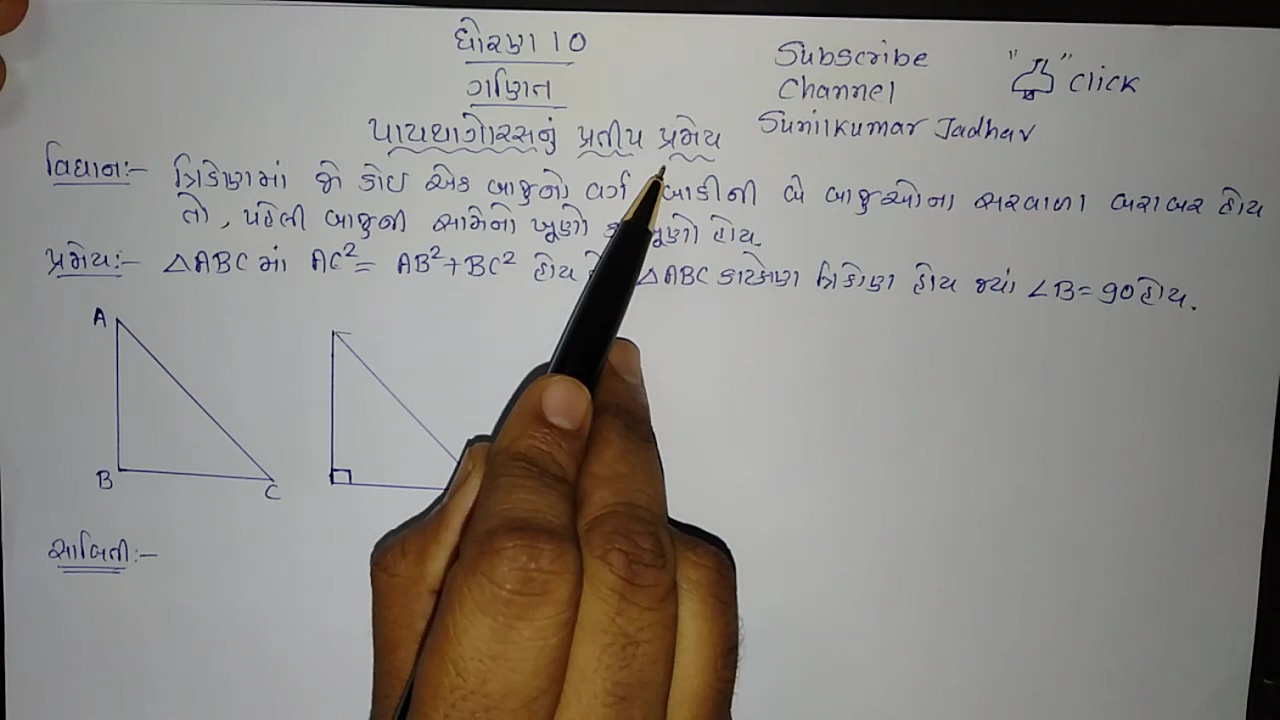 ધોરણ 10
ગણિત
પાયથાગોરસનું પ્રતીપ પ્રમેય
Subscribe
Channel
Sunilkumar Jadhav
" " click
વિધાન:- ત્રિકોણમાં જો કોઇ એક બાજુનો વર્ગ બાકીની બે બાજુઓના સરવાળા બરાબર હોય
તો, પહેલી બાજુની સામેનો ખૂણો ખૂણો હોય.
પ્રમેય:- △ABC માં AC²= AB²+BC² હોય △ABC કાટકોણ ત્રિકોણ હોય જ્યાં ∠B=90 હોય.
A
B
C
સાબિતી:-